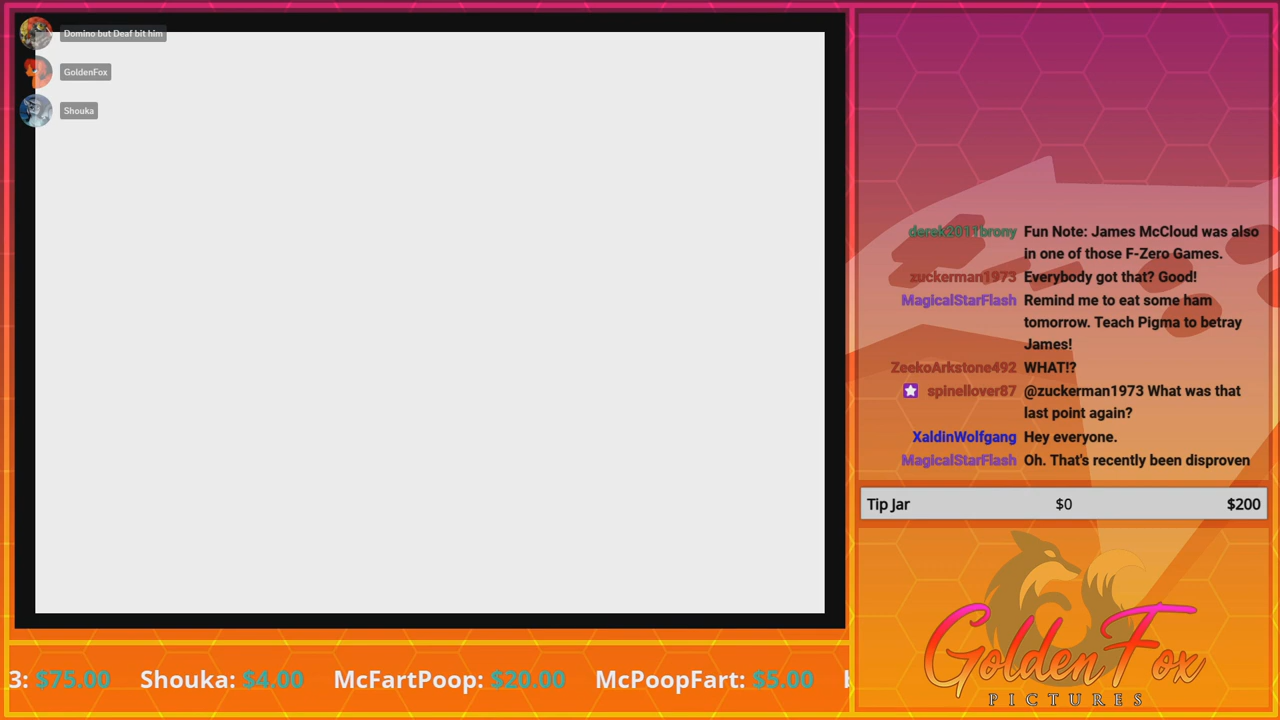 Domino but Deaf bit him
GoldenFox
Shouka
derek2011brony Fun Note: James McCloud was also
in one of those F-Zero Games.
zuckerman1973 Everybody got that? Good!
MagicalStarFlash Remind me to eat some ham
tomorrow. Teach Pigma to betray
James!
ZeekoArkstone492 WHAT!?
spinellover87 @zuckerman1973 What was that
last point again?
XaldinWolfgang Hey everyone.
MagicalStarFlash Oh. That's recently been disproven
Tip Jar $0 $200
GoldenFox
PICTURES
3: $75.00 Shouka: $4.00 McFartPoop: $20.00 McPoopFart: $5.00